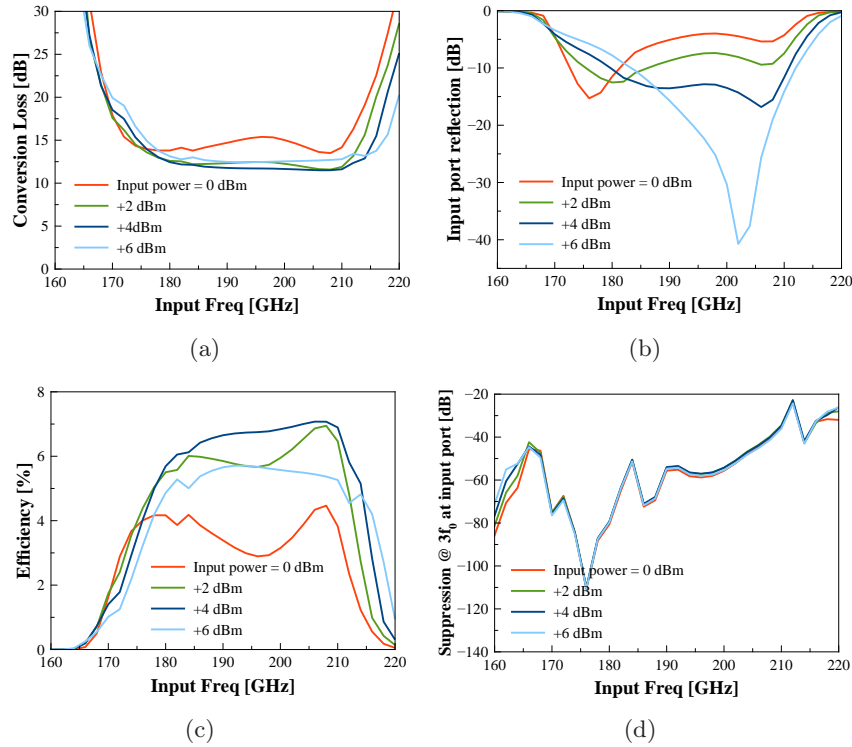 Conversion Loss [dB]
30
25
20
15
10
5
0
Input power = 0 dBm
+2 dBm
+4dBm
+6 dBm
160 170 180 190 200 210 220
Input Freq [GHz]
(a)
Input port reflection [dB]
0
−10
−20
−30
−40
Input power = 0 dBm
+2 dBm
+4 dBm
+6 dBm
160 170 180 190 200 210 220
Input Freq [GHz]
(b)
Efficiency [%]
8
6
4
2
0
Input power = 0 dBm
+2 dBm
+4 dBm
+6 dBm
160 170 180 190 200 210 220
Input Freq [GHz]
(c)
Suppression @ 3f₀ at input port [dB]
−20
−40
−60
−80
−100
−120
−140
Input power = 0 dBm
+2 dBm
+4 dBm
+6 dBm
160 170 180 190 200 210 220
Input Freq [GHz]
(d)